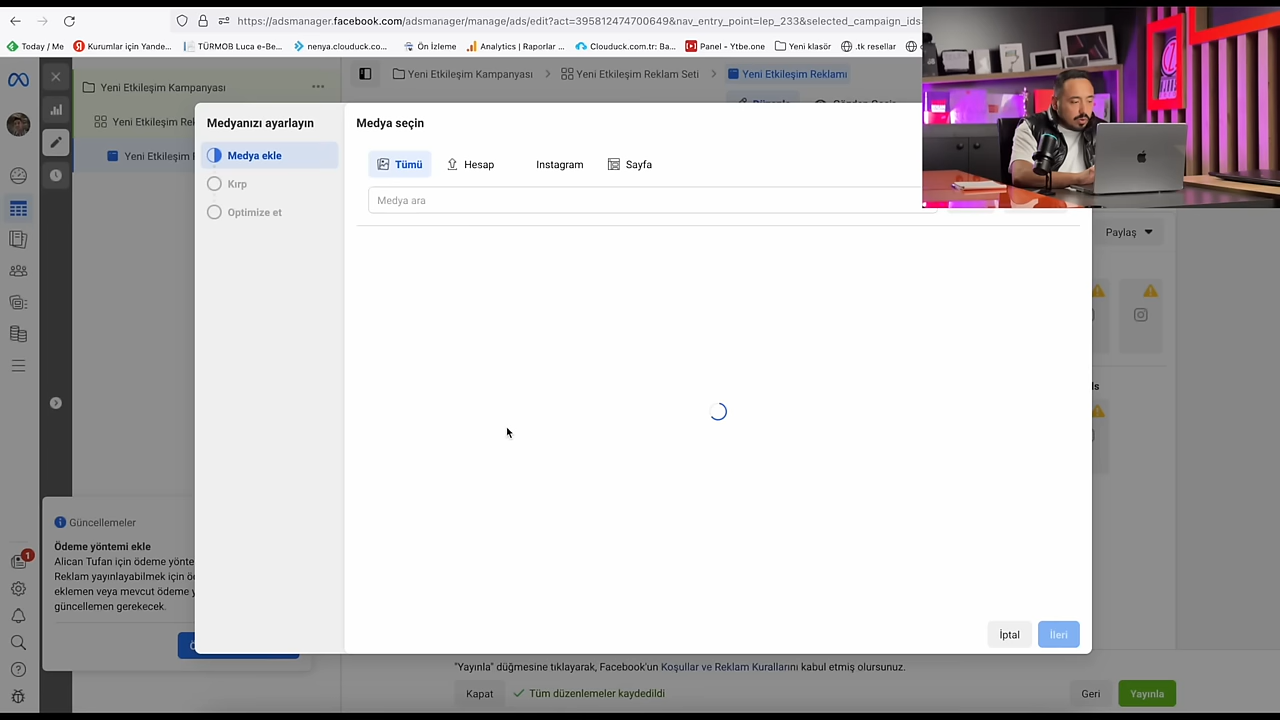 https://adsmanager.facebook.com/adsmanager/manage/ads/edit?act=395812474700649&nav_entry_point=lep_233&selected_campaign_ids
Today / Me
Kurumlar için Yande...
TÜRMOB Luca e-Be...
nenya.clouduck.co...
Ön İzleme
Analytics | Raporlar ...
Clouduck.com.tr: Ba...
Panel - Ytbe.one
Yeni klasör
.tk resellar
Yeni Etkileşim Kampanyası
Yeni Etkileşim Kampanyası
Yeni Etkileşim Reklam Seti
Yeni Etkileşim Reklamı
Yeni Etkileşim
Medyanızı ayarlayın
Medya seçin
Medya ekle
Kırp
Optimize et
Tümü
Hesap
Instagram
Sayfa
Medya ara
Paylaş
Güncellemeler
Ödeme yöntemi ekle
Alican Tufan için ödeme yönte
Reklam yayınlayabilmek için ö
eklemen veya mevcut ödeme y
güncellemen gerekecek.
1
İptal
İleri
"Yayınla" düğmesine tıklayarak, Facebook'un Koşullar ve Reklam Kurallarını kabul etmiş olursunuz.
Kapat
Tüm düzenlemeler kaydedildi
Geri
Yayınla